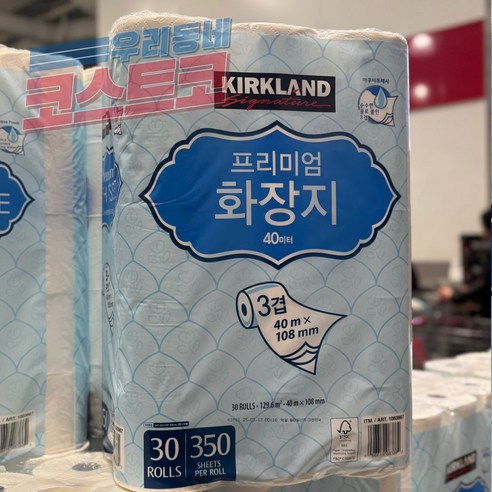 우리동네
코스트코
KIRKLAND
Signature
프리미엄
화장지
40미터
3겹
40 m ×
108 mm
30 ROLLS • 129.6 m² • 40 m × 108 mm
30
ROLLS
350
SHEETS
PER ROLL
FSC